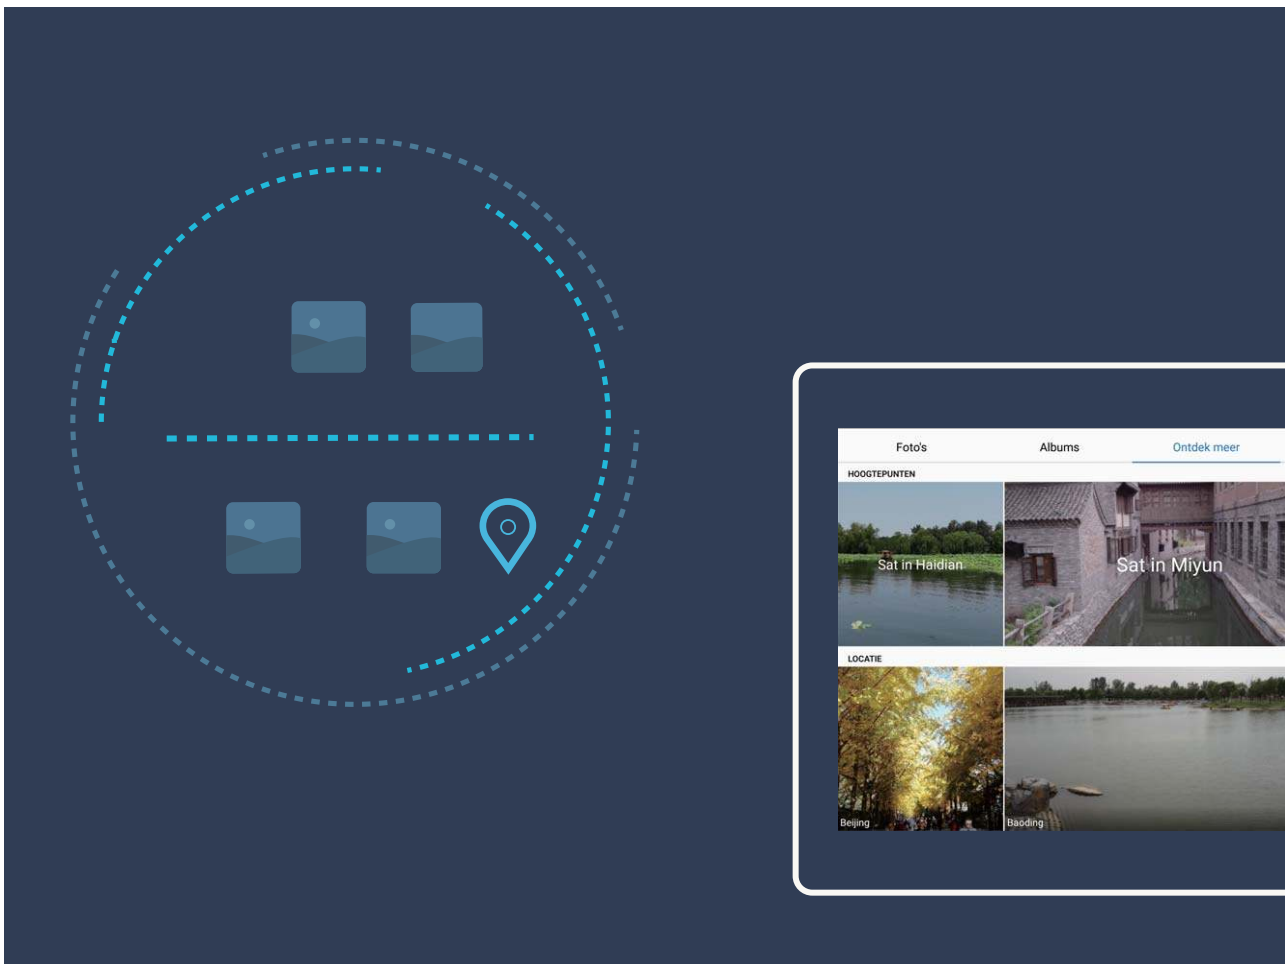 Foto's Albums Ontdek meer
HOOGTEPUNTEN
Sat in Haidian
Sat in Miyun
LOCATIE
Beijing
Baoding